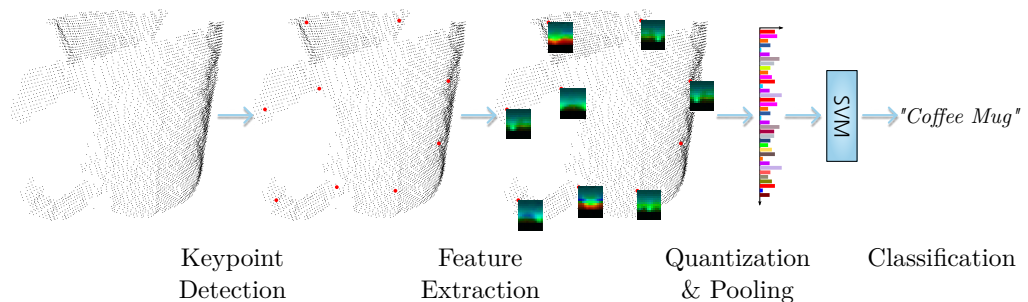 SVM
"Coffee Mug"
Keypoint
Detection
Feature
Extraction
Quantization
& Pooling
Classification